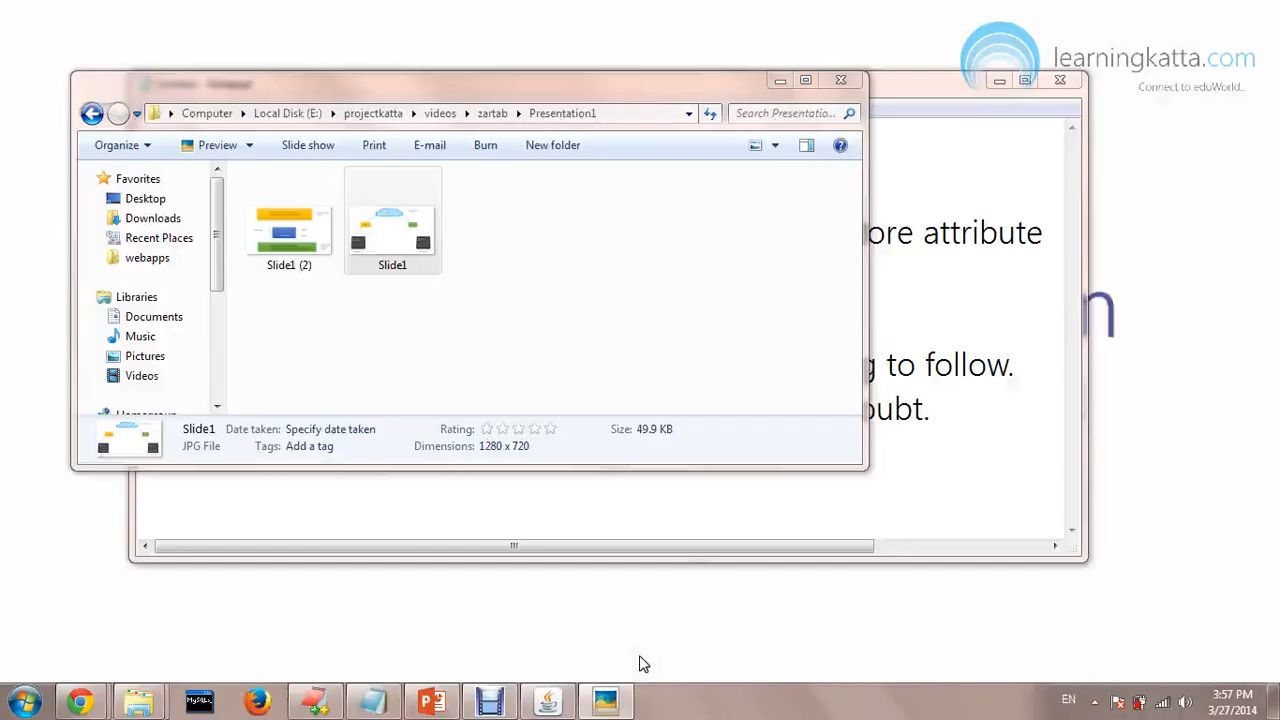 learningkatta.com
Connect to eduWorld..
Computer
Local Disk (E:)
projectkatta
videos
zartab
Presentation1
Search Presentatio...
Organize
Preview
Slide show
Print
E-mail
Burn
New folder
Favorites
Desktop
Downloads
Recent Places
webapps
Libraries
Documents
Music
Pictures
Videos
Slide1 (2)
Slide1
ore attribute
n
g to follow.
oubt.
Slide1 Date taken: Specify date taken Rating: Size: 49.9 KB
JPG File Tags: Add a tag Dimensions: 1280 x 720
MySQL
EN
3:57 PM
3/27/2014